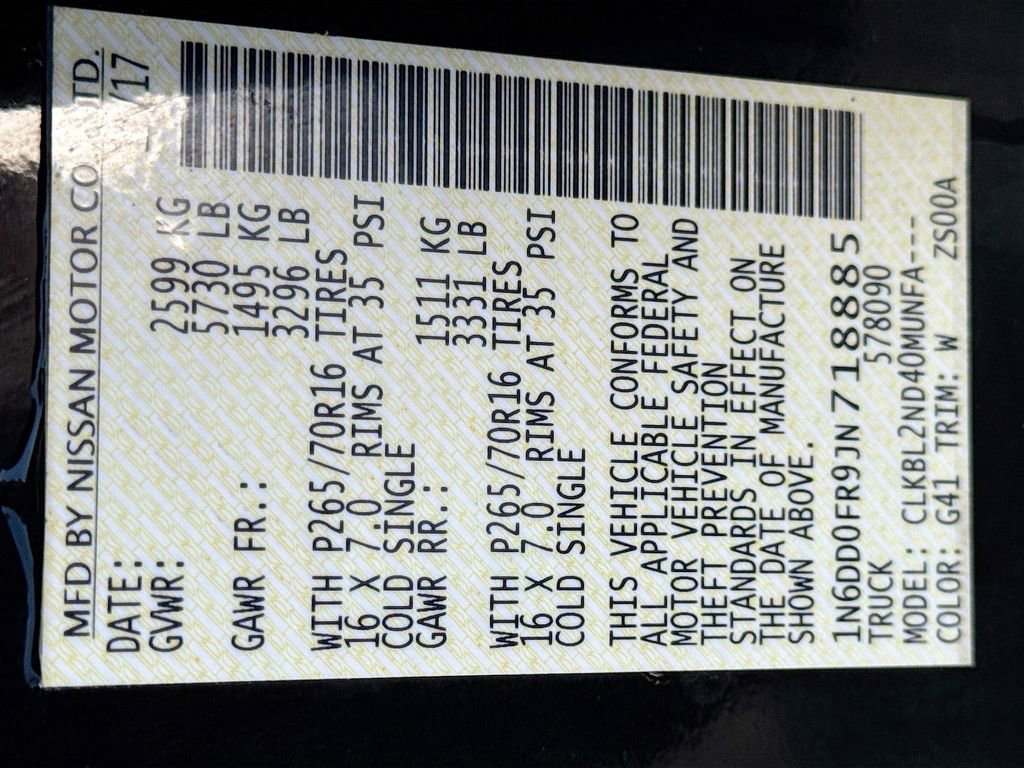 MFD BY NISSAN MOTOR CO TD.
DATE: /17
GVWR: 2599 KG
5730 LB
GAWR FR.: 1495 KG
3296 LB
WITH P265/70R16 TIRES
16 X 7.0 RIMS AT 35 PSI
COLD SINGLE
GAWR RR.: 1511 KG
3331 LB
WITH P265/70R16 TIRES
16 X 7.0 RIMS AT 35 PSI
COLD SINGLE
THIS VEHICLE CONFORMS TO
ALL APPLICABLE FEDERAL
MOTOR VEHICLE SAFETY AND
THEFT PREVENTION
STANDARDS IN EFFECT ON
THE DATE OF MANUFACTURE
SHOWN ABOVE.
1N6DD0FR9JN718885
TRUCK 578090
MODEL: CLKBL2ND40MUNFA---
COLOR: G41 TRIM: W ZS00A